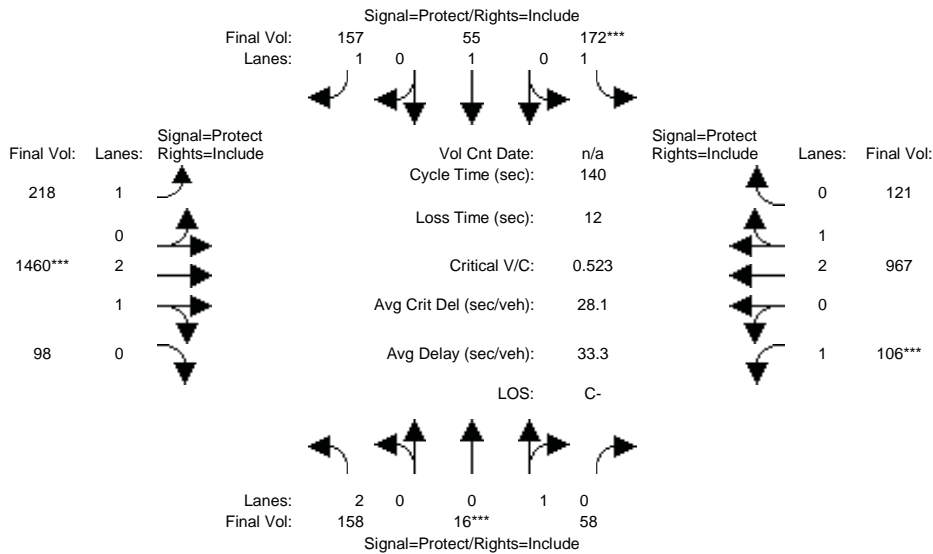 Signal=Protect/Rights=Include
Final Vol: 157 55 172***
Lanes: 1 0 1 0 1
Signal=Protect Signal=Protect
Final Vol: Lanes: Rights=Include Vol Cnt Date: n/a Rights=Include Lanes: Final Vol:
Cycle Time (sec): 140
218 1 0 121
Loss Time (sec): 12
0 1
1460*** 2 Critical V/C: 0.523 2 967
1 Avg Crit Del (sec/veh): 28.1 0
98 0 Avg Delay (sec/veh): 33.3 1 106***
LOS: C-
Lanes: 2 0 0 1 0
Final Vol: 158 16*** 58
Signal=Protect/Rights=Include